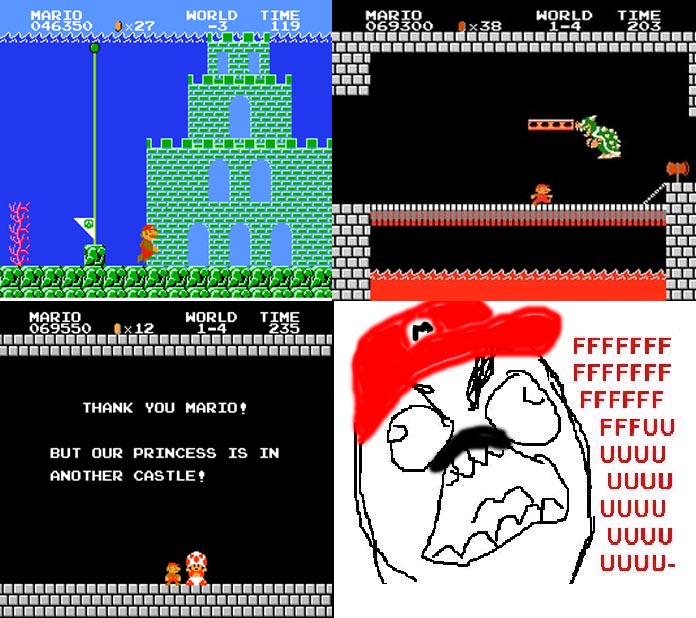 MARIO WORLD TIME
046350 x27 -3 119
MARIO WORLD TIME
069300 x38 1-4 203
MARIO WORLD TIME
069550 x12 1-4 235
THANK YOU MARIO!
BUT OUR PRINCESS IS IN
ANOTHER CASTLE!
M
FFFFFFF
FFFFFFF
FFFFFF
FFFUU
UUUU
UUUU
UUUU
UUUU
UUUU-